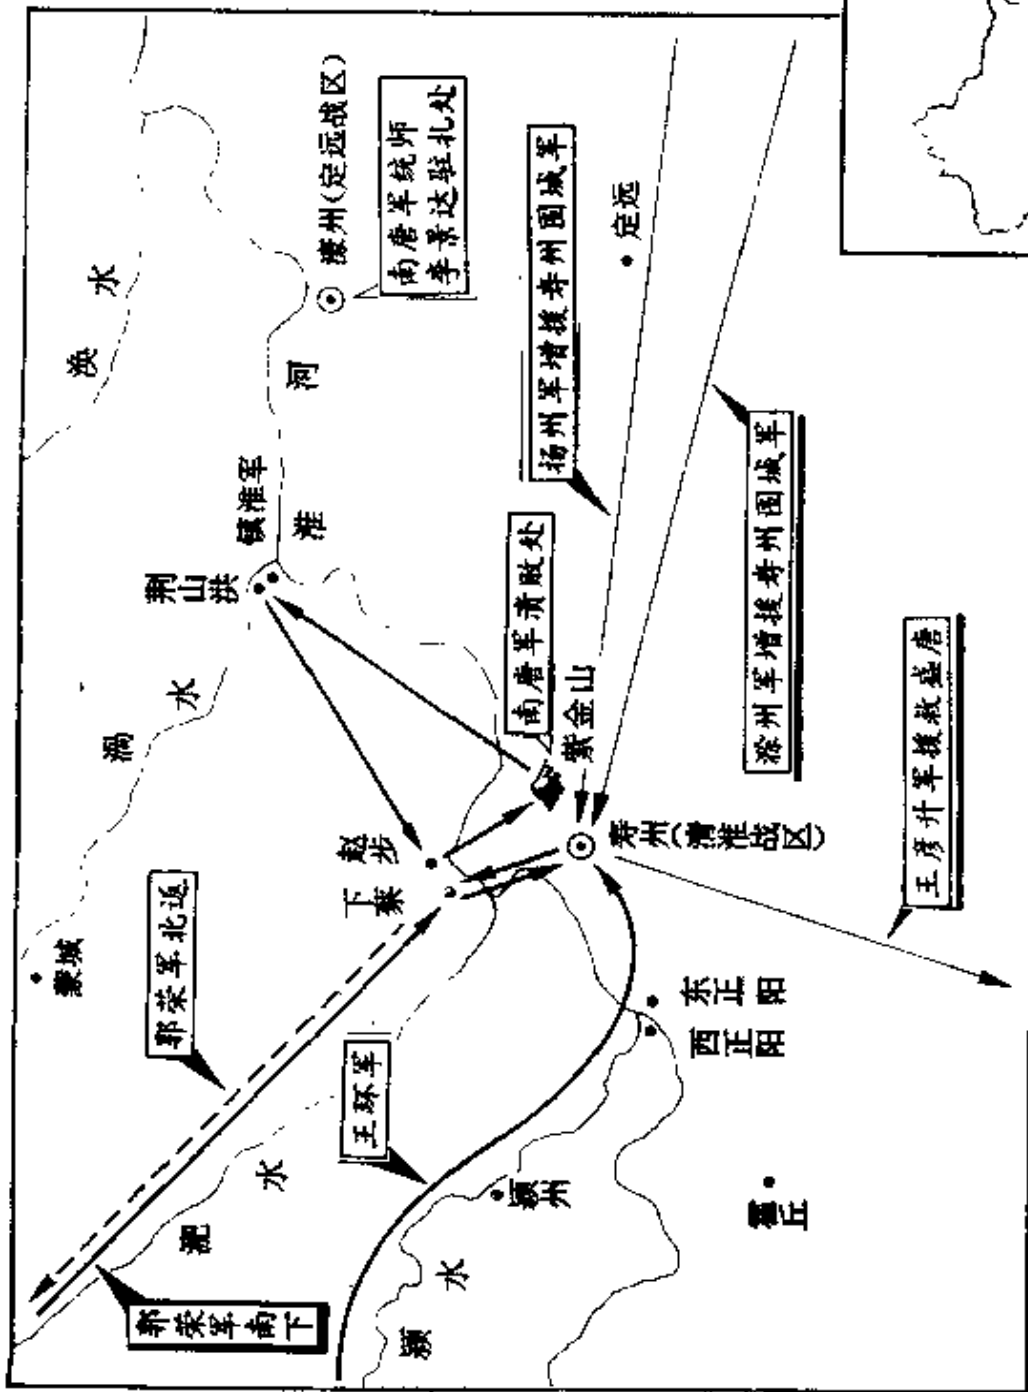 涣水
濠州(定远战区)
南唐军统帅
李景达驻扎处
镇淮军
荆山洪
淮河
扬州军增援寿州围城军
定远
涡水
南唐军溃败处
紫金山
滁州军增援寿州围城军
蒙城
赵步
下蔡
寿州(清淮战区)
王彦升军援救盛唐
郭荣军北返
王环军
东正阳
西正阳
淝水
颍州
霍丘
郭荣军南下
颍水